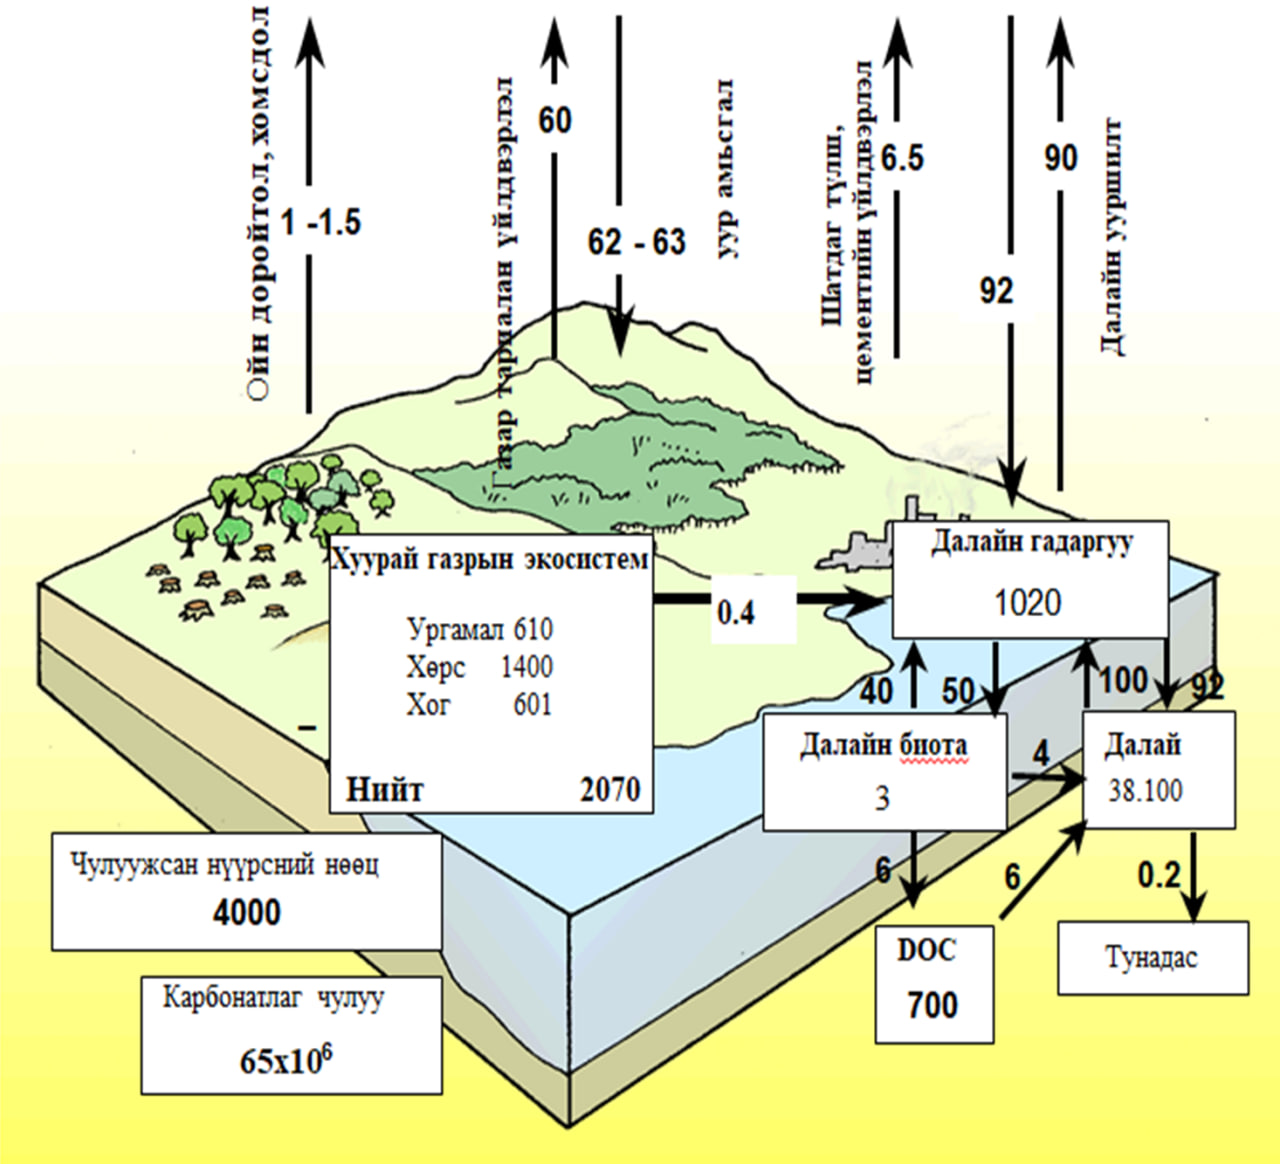 Ойн доройтол, хомсдол
1 -1.5
Газар тариалан үйлдвэрлэл
60
62 - 63
уур амьсгал
Шатдаг түлш,
цементийн үйлдвэрлэл
6.5
92
90
Далайн ууршилт
Хуурай газрын экосистем
Ургамал 610
Хөрс 1400
Хог 601
Нийт 2070
0.4
Далайн гадаргуу
1020
40
50
100
92
Далайн биота
3
4
Далай
38.100
6
6
0.2
DOC
700
Тунадас
Чулуужсан нүүрсний нөөц
4000
Карбонатлаг чулуу
65x10⁶